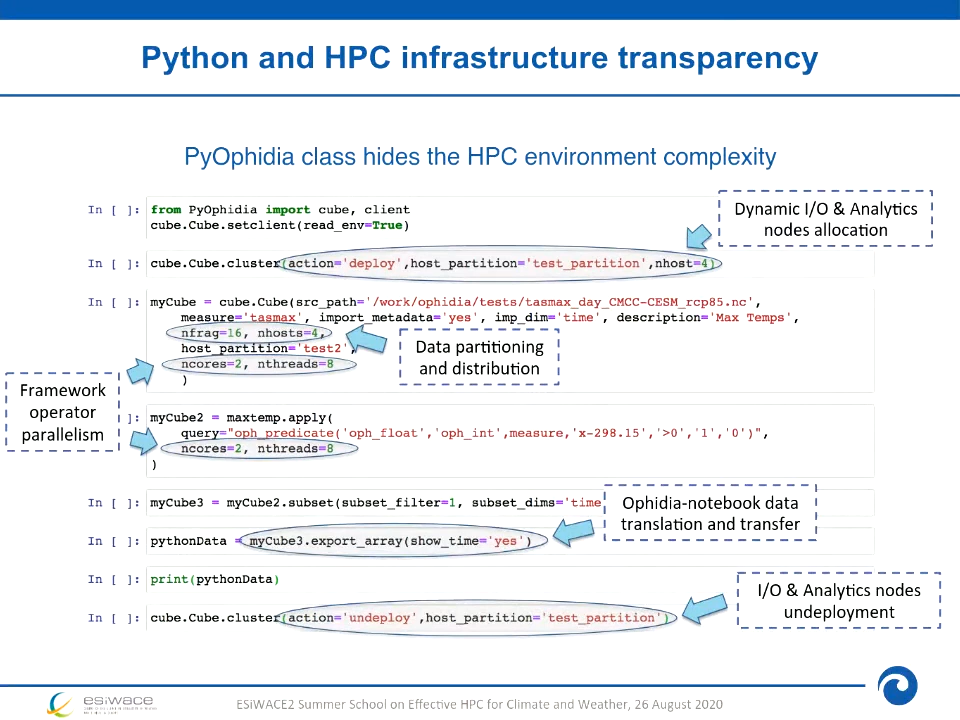 Python and HPC infrastructure transparency
PyOphidia class hides the HPC environment complexity
Dynamic I/O & Analytics
nodes allocation
In [ ]: from PyOphidia import cube, client
cube.Cube.setclient(read_env=True)
In [ ]: cube.Cube.cluster(action='deploy',host_partition='test_partition',nhost=4)
In [ ]: myCube = cube.Cube(src_path='/work/ophidia/tests/tasmax_day_CMCC-CESM_rcp85.nc',
measure='tasmax', import_metadata='yes', imp_dim='time', description='Max Temps',
nfrag=16, nhosts=4,
host_partition='test2',
ncores=2, nthreads=8
)
Data partitioning
and distribution
Framework
operator
parallelism
]: myCube2 = maxtemp.apply(
query="oph_predicate('oph_float','oph_int',measure,'x-298.15','>0','1','0')",
ncores=2, nthreads=8
)
In [ ]: myCube3 = myCube2.subset(subset_filter=1, subset_dims='time
Ophidia-notebook data
translation and transfer
In [ ]: pythonData = myCube3.export_array(show_time='yes')
In [ ]: print(pythonData)
I/O & Analytics nodes
undeployment
In [ ]: cube.Cube.cluster(action='undeploy',host_partition='test_partition')
esiwace
ESiWACE2 Summer School on Effective HPC for Climate and Weather, 26 August 2020